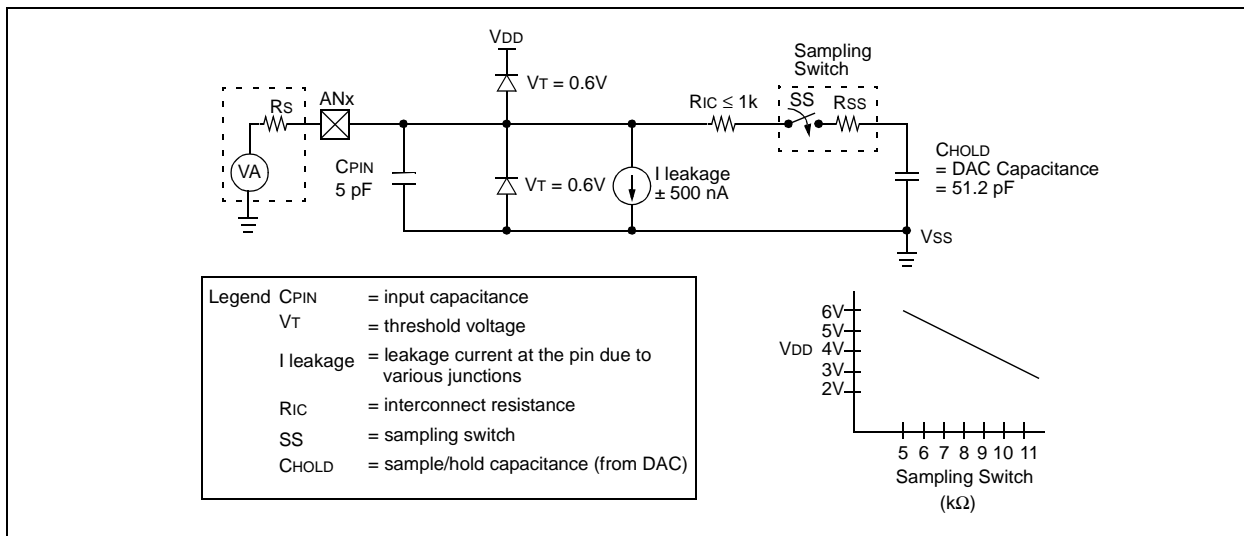 VDD
Sampling
Switch
VT = 0.6V
RS
ANx
RIC ≤ 1k
SS
RSS
VA
CPIN
5 pF
VT = 0.6V
I leakage
± 500 nA
CHOLD
= DAC Capacitance
= 51.2 pF
VSS
Legend CPIN = input capacitance
VT = threshold voltage
I leakage = leakage current at the pin due to
various junctions
RIC = interconnect resistance
SS = sampling switch
CHOLD = sample/hold capacitance (from DAC)
6V
5V
VDD 4V
3V
2V
5 6 7 8 9 10 11
Sampling Switch
(kΩ)